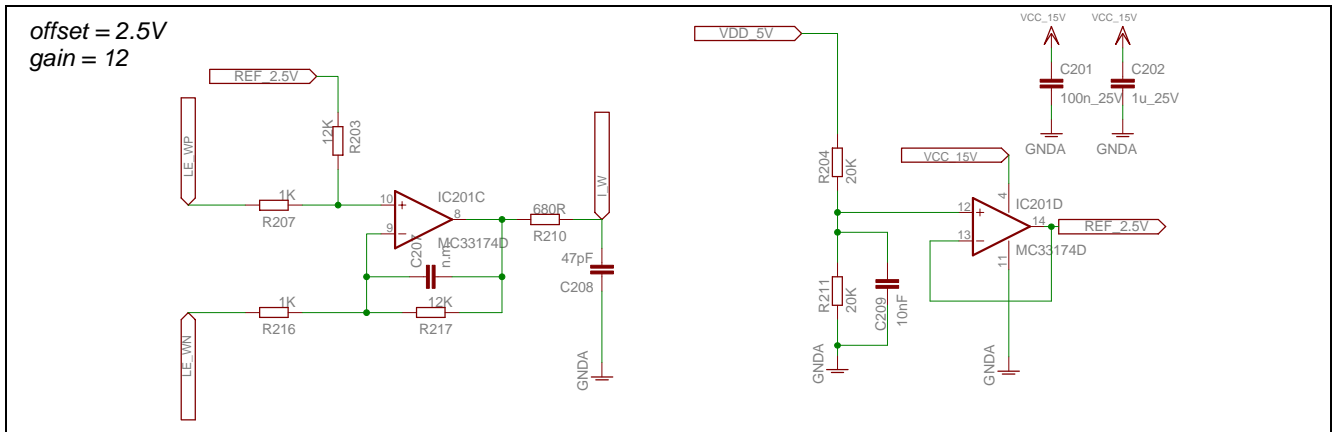 offset = 2.5V
gain = 12
REF_2.5V
LE_WP
12K
R203
1K
R207
10
+
IC201C
8
9
−
MC33174D
C207
n.m.
680R
R210
I_W
47pF
C208
GNDA
1K
R216
12K
R217
LE_WN
VDD_5V
R204
20K
R211
20K
C209
10nF
GNDA
VCC_15V
4
IC201D
12
+
14
13
−
MC33174D
11
REF_2.5V
GNDA
VCC_15V
VCC_15V
C201
100n_25V
C202
1u_25V
GNDA
GNDA